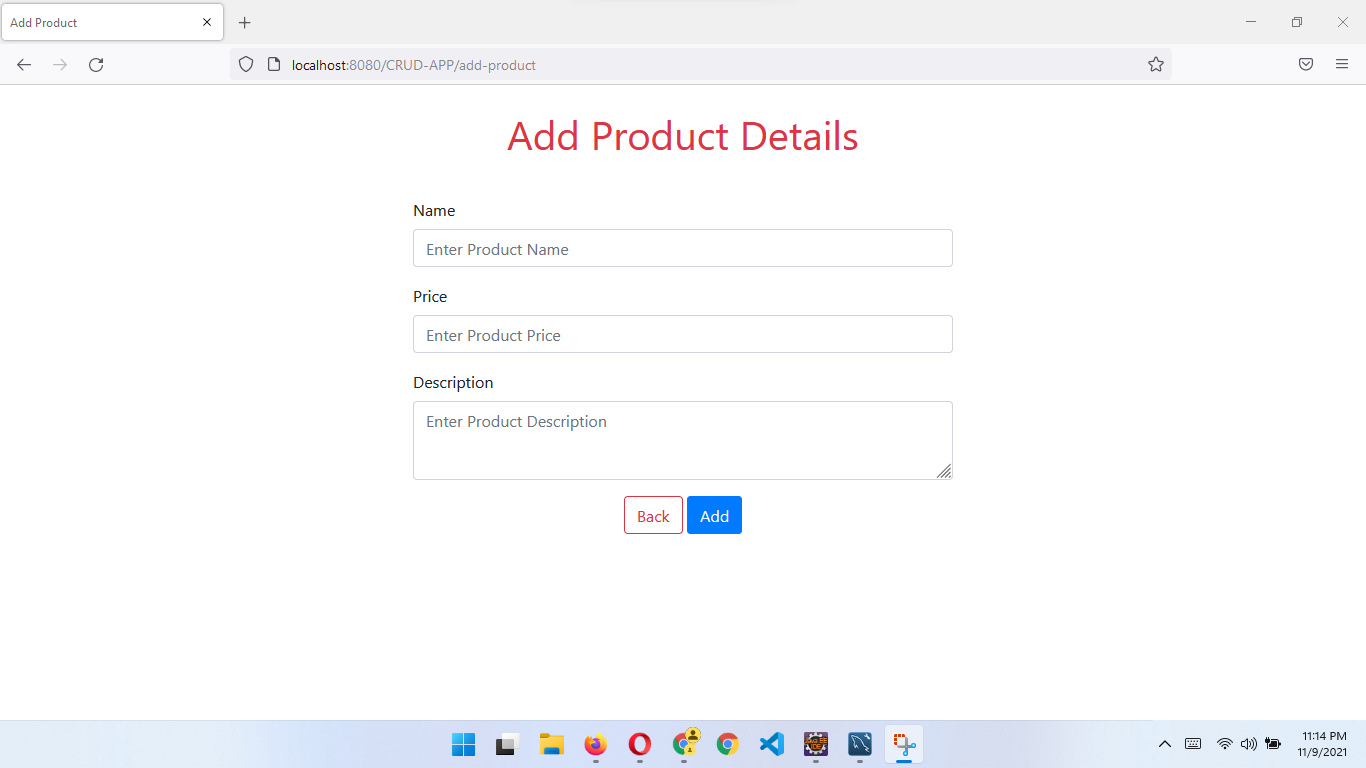 Add Product
localhost:8080/CRUD-APP/add-product
Add Product Details
Name
Enter Product Name
Price
Enter Product Price
Description
Enter Product Description
Back Add
11:14 PM
11/9/2021